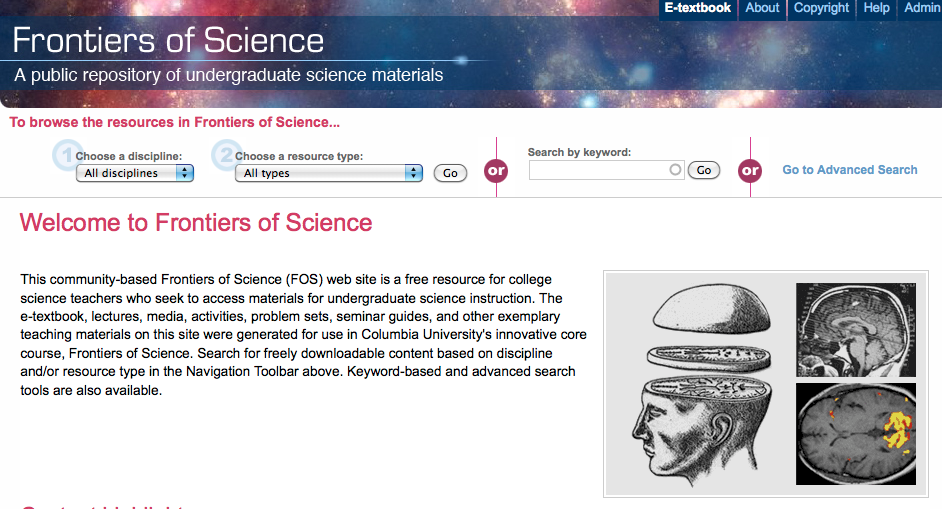 E-textbook About Copyright Help Admin
Frontiers of Science
A public repository of undergraduate science materials
To browse the resources in Frontiers of Science...
1 Choose a discipline: 2 Choose a resource type: Search by keyword:
All disciplines All types Go or Go or Go to Advanced Search
Welcome to Frontiers of Science
This community-based Frontiers of Science (FOS) web site is a free resource for college
science teachers who seek to access materials for undergraduate science instruction. The
e-textbook, lectures, media, activities, problem sets, seminar guides, and other exemplary
teaching materials on this site were generated for use in Columbia University's innovative core
course, Frontiers of Science. Search for freely downloadable content based on discipline
and/or resource type in the Navigation Toolbar above. Keyword-based and advanced search
tools are also available.